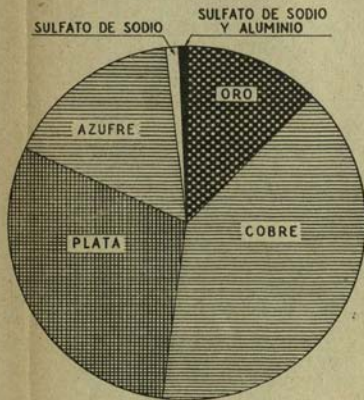 SULFATO DE SODIO
SULFATO DE SODIO
Y ALUMINIO
ORO
AZUFRE
PLATA
COBRE